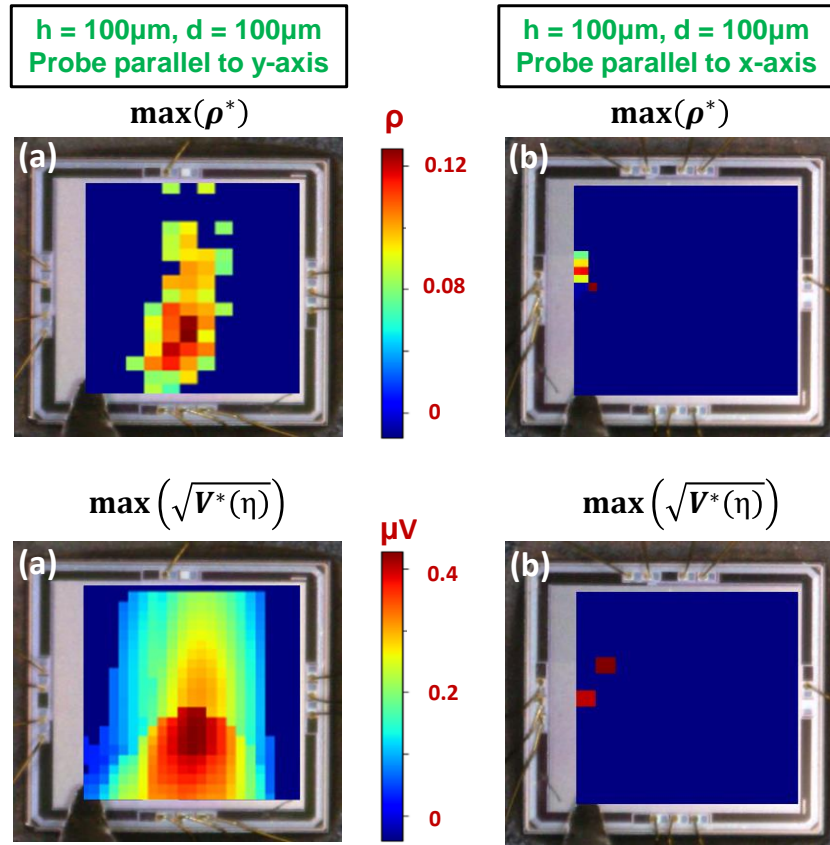 h = 100µm, d = 100µm
Probe parallel to y-axis
h = 100µm, d = 100µm
Probe parallel to x-axis
max(ρ*)
ρ
max(ρ*)
(a)
(b)
0.12
0.08
0
max(√V*(η))
µV
max(√V*(η))
(a)
(b)
0.4
0.2
0